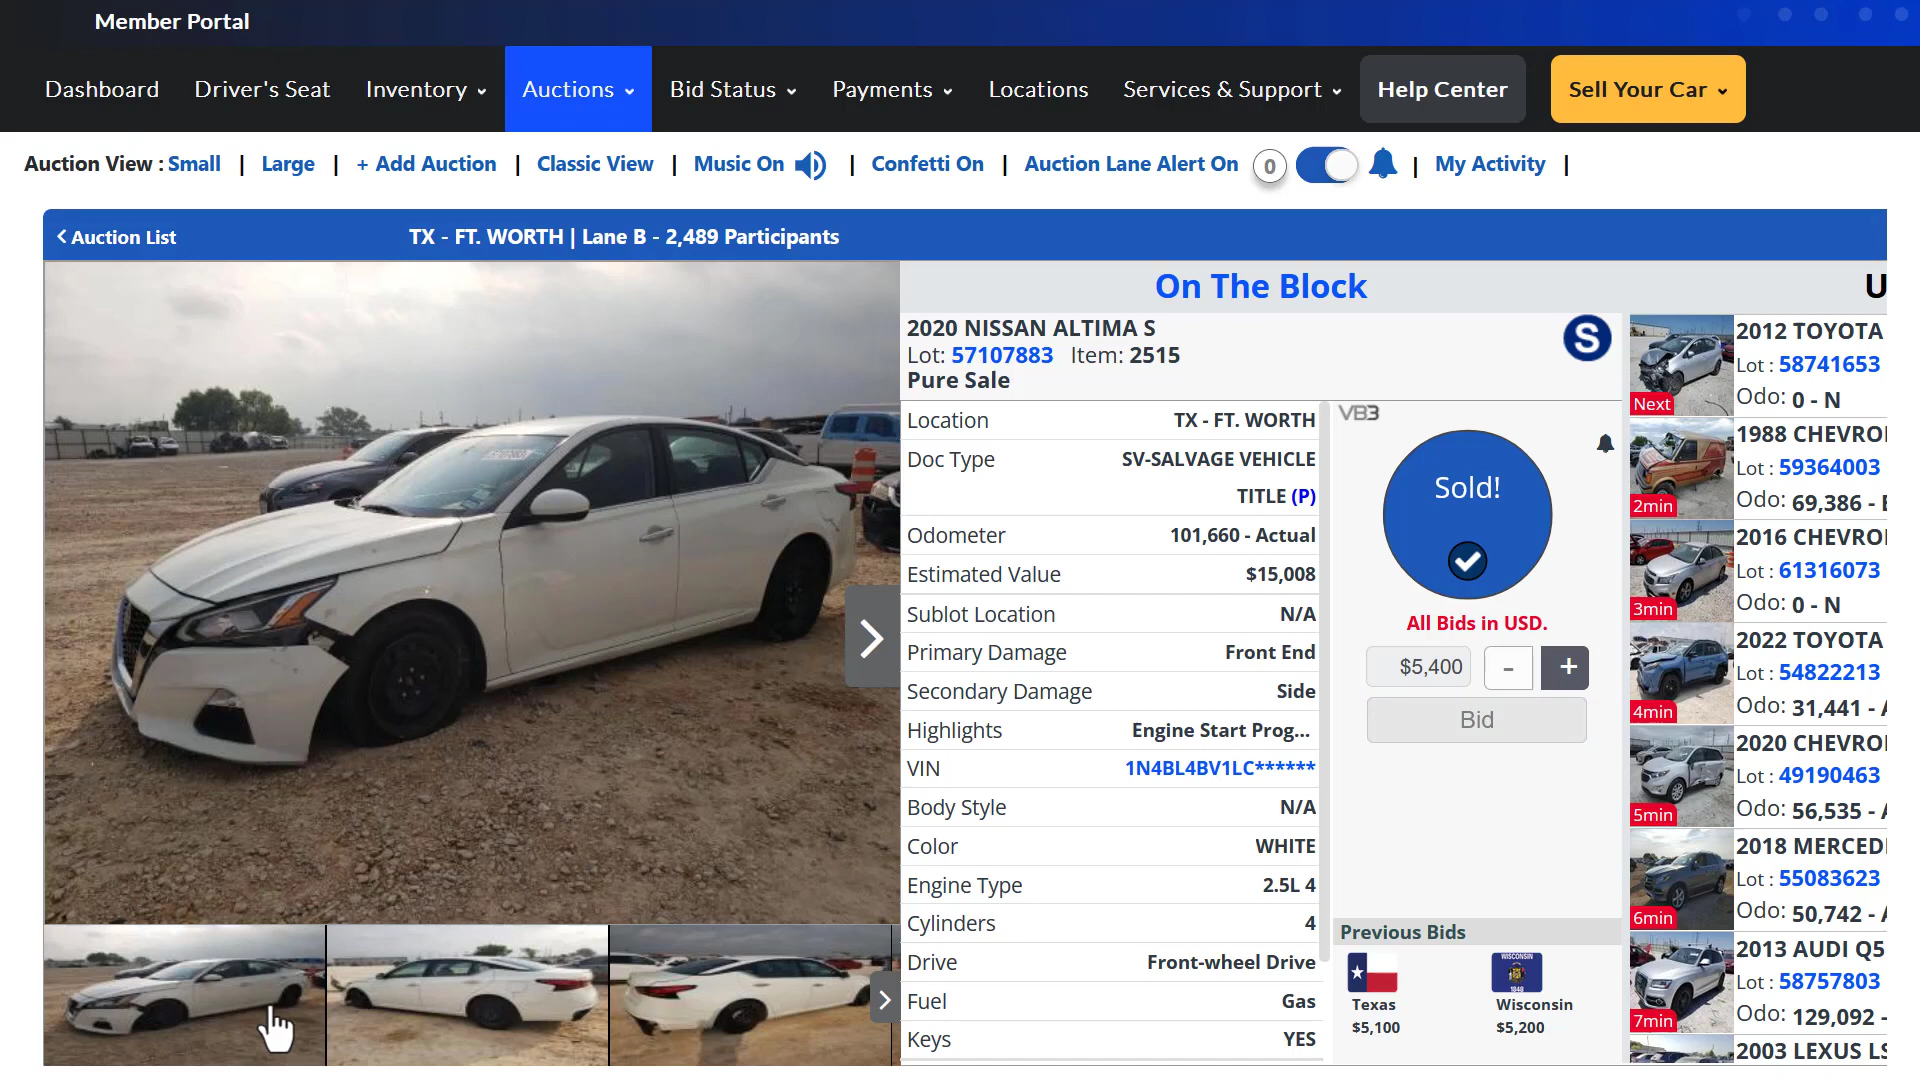 Member Portal
Dashboard
Driver's Seat
Inventory
Auctions
Bid Status
Payments
Locations
Services & Support
Help Center
Sell Your Car
Auction View : Small | Large | + Add Auction | Classic View | Music On | Confetti On | Auction Lane Alert On 0 | My Activity |
Auction List
TX - FT. WORTH | Lane B - 2,489 Participants
On The Block
2020 NISSAN ALTIMA S
Lot: 57107883 Item: 2515
Pure Sale
S
Location TX - FT. WORTH
Doc Type SV-SALVAGE VEHICLE
TITLE (P)
Odometer 101,660 - Actual
Estimated Value $15,008
Sublot Location N/A
Primary Damage Front End
Secondary Damage Side
Highlights Engine Start Prog...
VIN 1N4BL4BV1LC******
Body Style N/A
Color WHITE
Engine Type 2.5L 4
Cylinders 4
Drive Front-wheel Drive
Fuel Gas
Keys YES
VB3
Sold!
All Bids in USD.
$5,400 - +
Bid
Previous Bids
WISCONSIN
1848
Texas
$5,100
Wisconsin
$5,200
U
2012 TOYOTA
Lot : 58741653
Odo: 0 - N
Next
1988 CHEVROL
Lot : 59364003
Odo: 69,386 - E
2min
2016 CHEVROL
Lot : 61316073
Odo: 0 - N
3min
2022 TOYOTA
Lot : 54822213
Odo: 31,441 - A
4min
2020 CHEVROL
Lot : 49190463
Odo: 56,535 - A
5min
2018 MERCEDE
Lot : 55083623
Odo: 50,742 - A
6min
2013 AUDI Q5
Lot : 58757803
Odo: 129,092 -
7min
2003 LEXUS LS